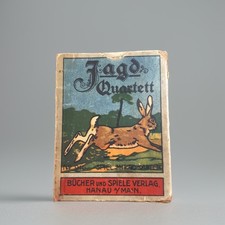 Jagd=
Quartett
BÜCHER UND SPIELE VERLAG
HANAU A/MAIN.